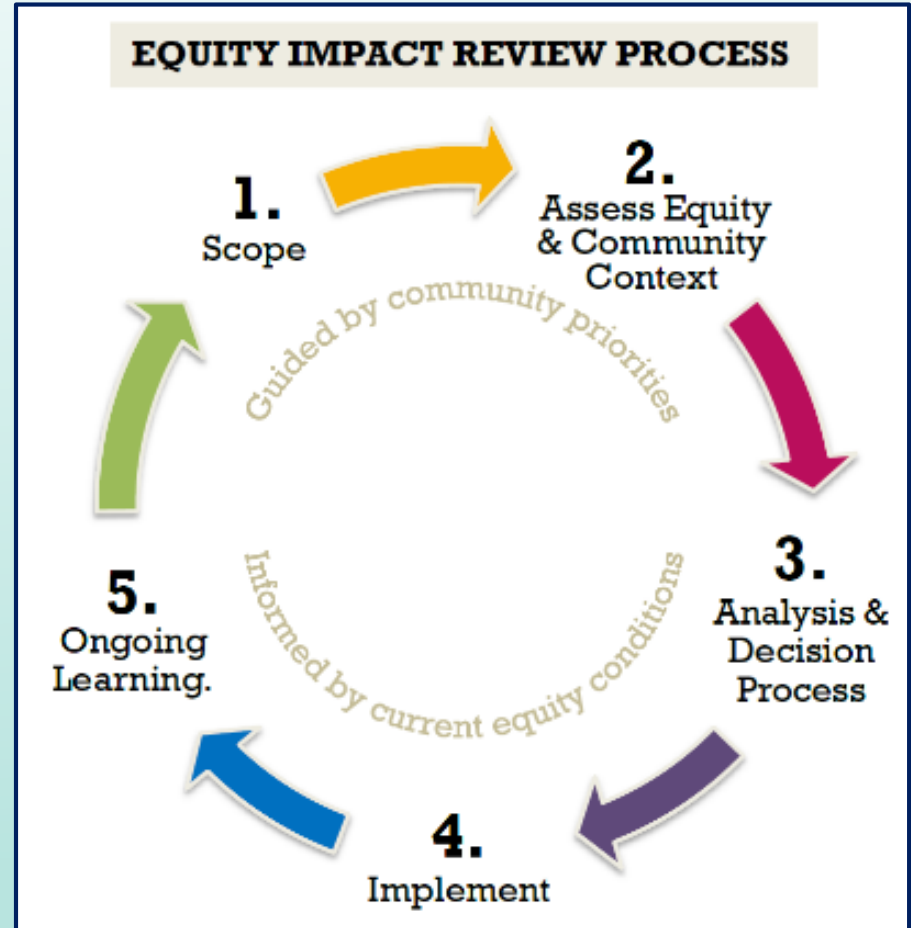 EQUITY IMPACT REVIEW PROCESS
1.
Scope
2.
Assess Equity
& Community
Context
Guided by community priorities
3.
Analysis &
Decision
Process
Informed by current equity conditions
4.
Implement
5.
Ongoing
Learning.